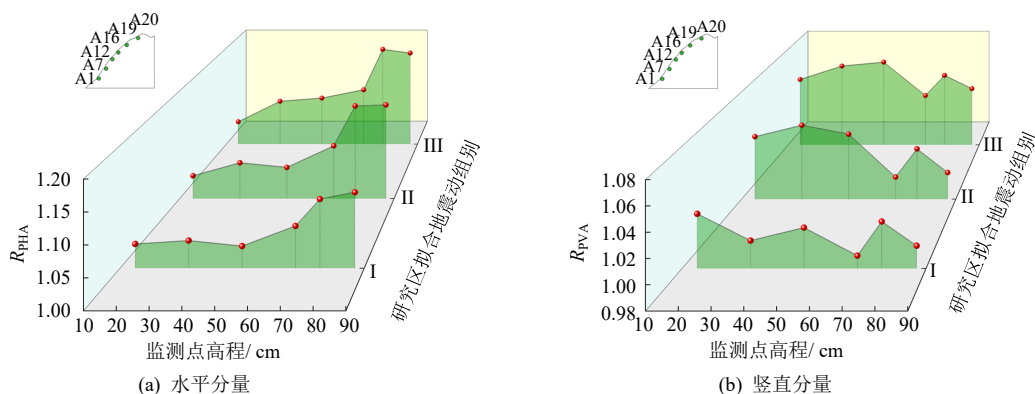 A20
A19
A16
A12
A7
A1
1.20
1.15
1.10
1.05
1.00
R_PHA
10 20 30 40 50 60 70 80 90
监测点高程/ cm
I
II
III
研究区拟合地震动组别
(a) 水平分量
A20
A19
A16
A12
A7
A1
1.08
1.06
1.04
1.02
1.00
0.98
R_PVA
10 20 30 40 50 60 70 80 90
监测点高程/ cm
I
II
III
研究区拟合地震动组别
(b) 竖直分量